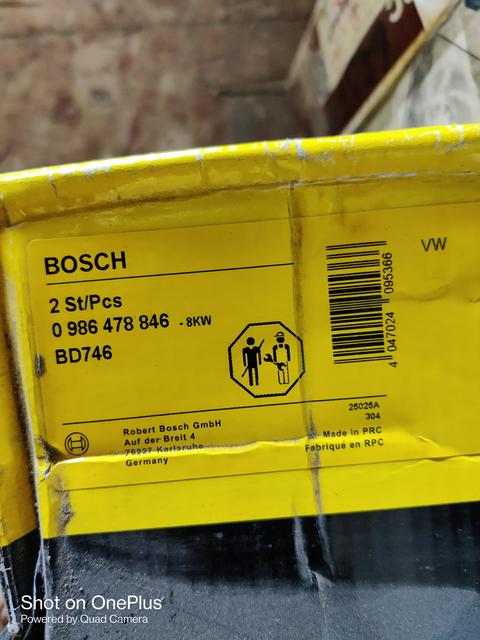 BOSCH
2 St/Pcs
0 986 478 846 - 8KW
BD746
Robert Bosch GmbH
Auf der Breit 4
76227 Karlsruhe
Germany
VW
4 047024 095366
25025A
304
Made in PRC
Fabriqué en RPC
Shot on OnePlus
Powered by Quad Camera